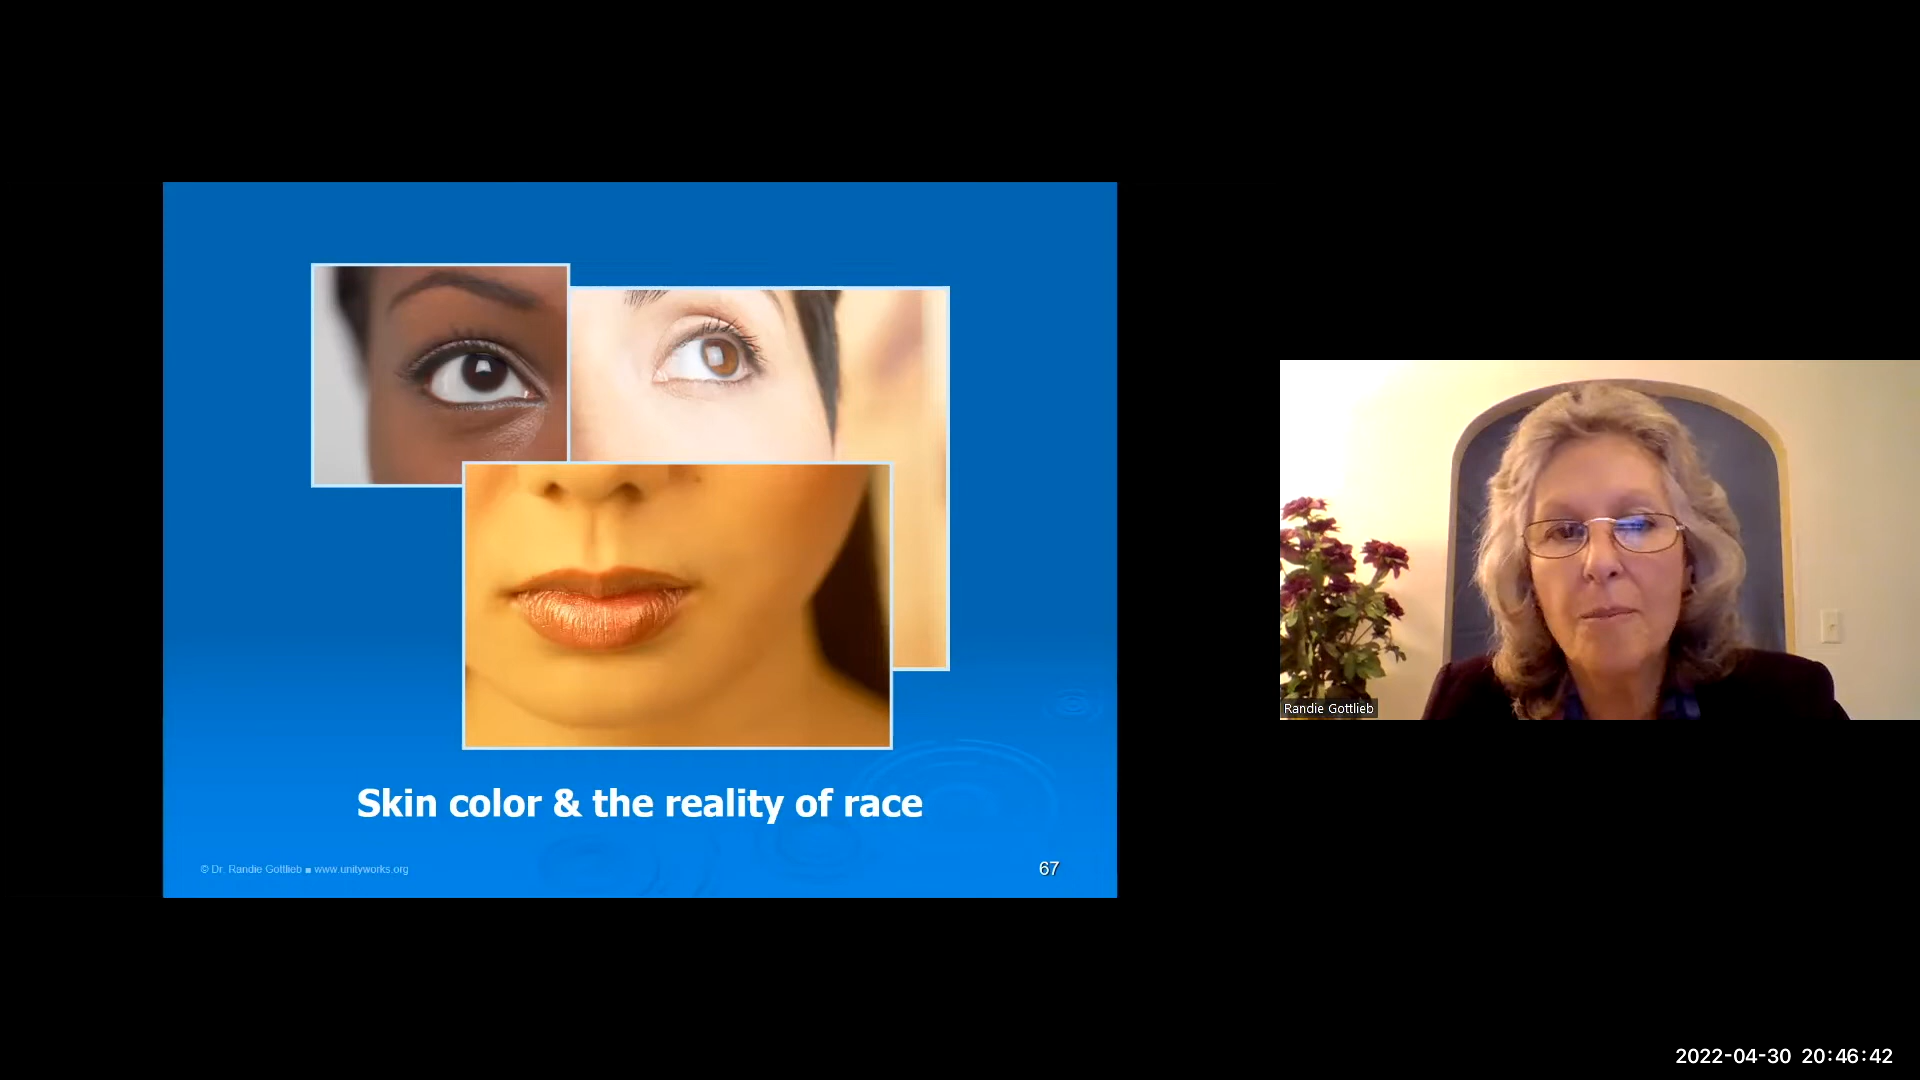 Skin color & the reality of race
© Dr. Randie Gottlieb ■ www.unityworks.org
67
Randie Gottlieb
2022-04-30 20:46:42